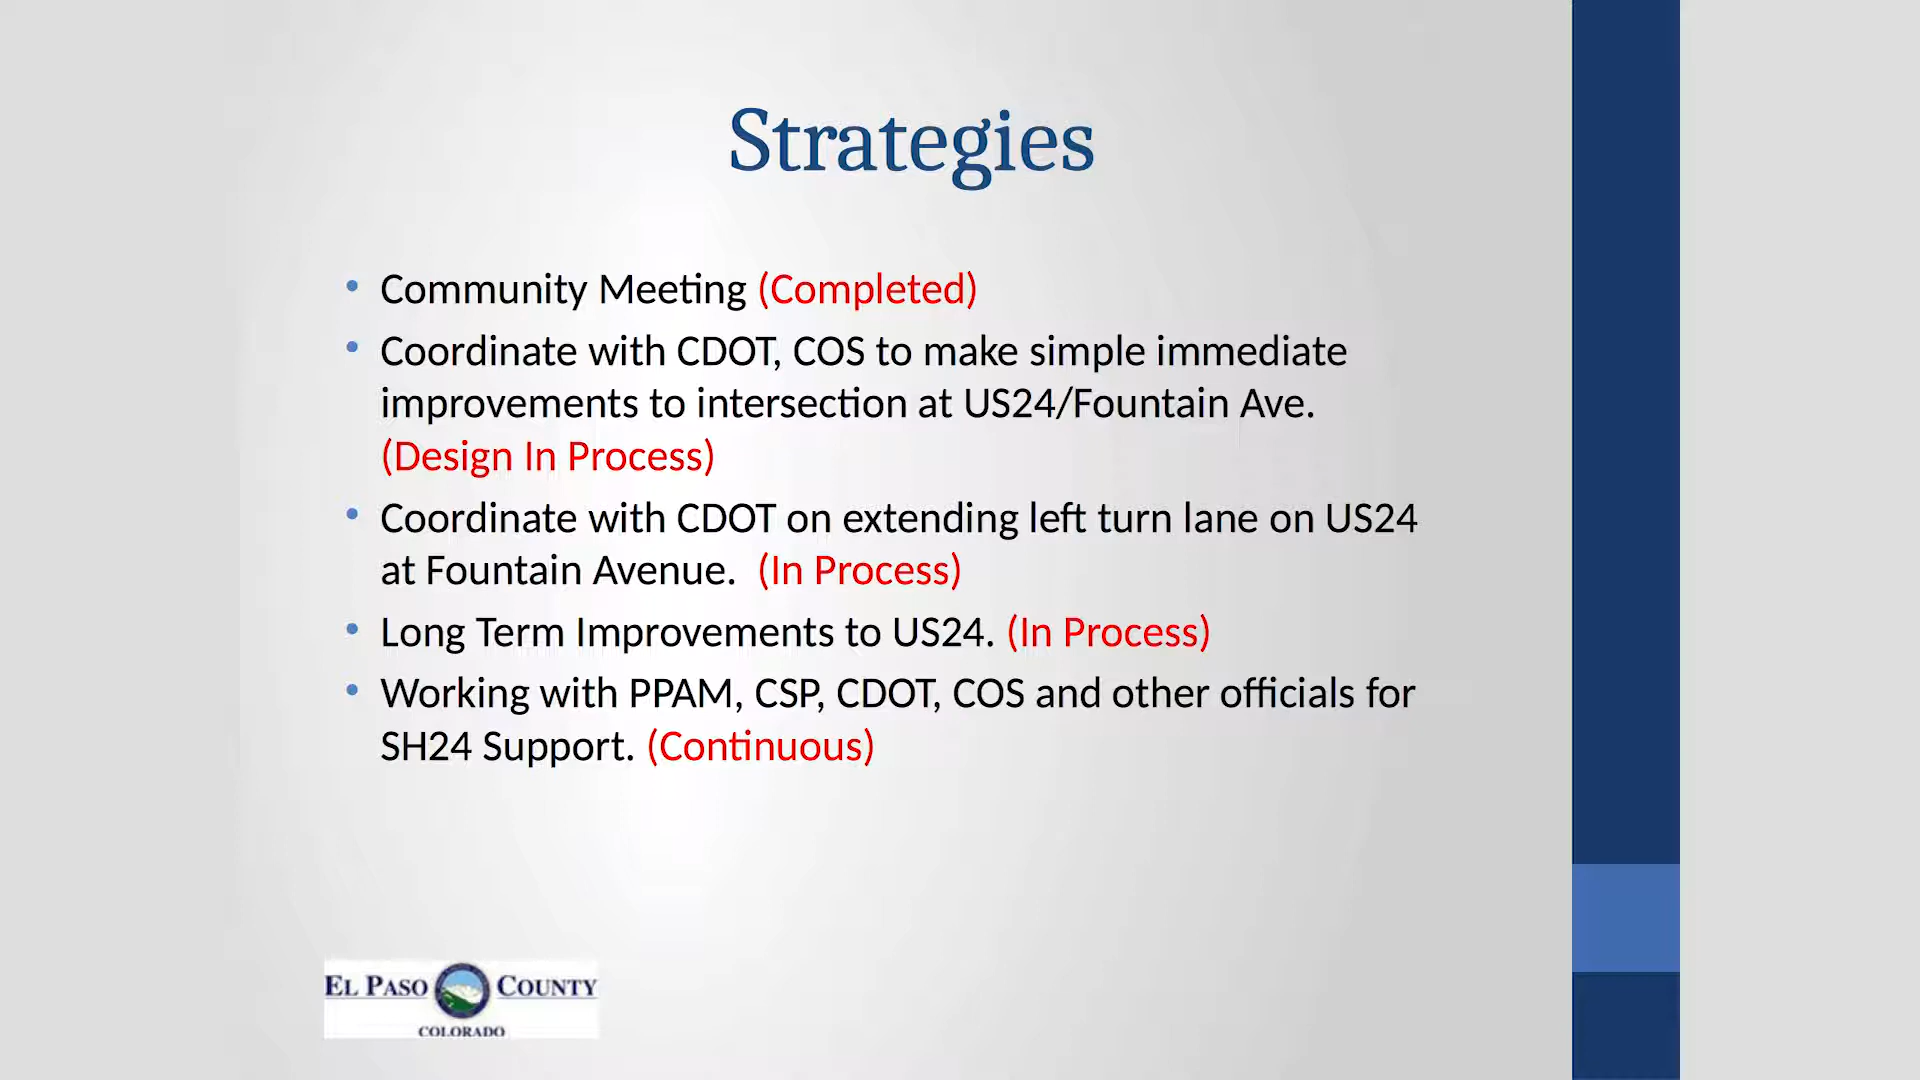 Strategies
• Community Meeting (Completed)
• Coordinate with CDOT, COS to make simple immediate
improvements to intersection at US24/Fountain Ave.
(Design In Process)
• Coordinate with CDOT on extending left turn lane on US24
at Fountain Avenue. (In Process)
• Long Term Improvements to US24. (In Process)
• Working with PPAM, CSP, CDOT, COS and other officials for
SH24 Support. (Continuous)
EL PASO COUNTY
COLORADO